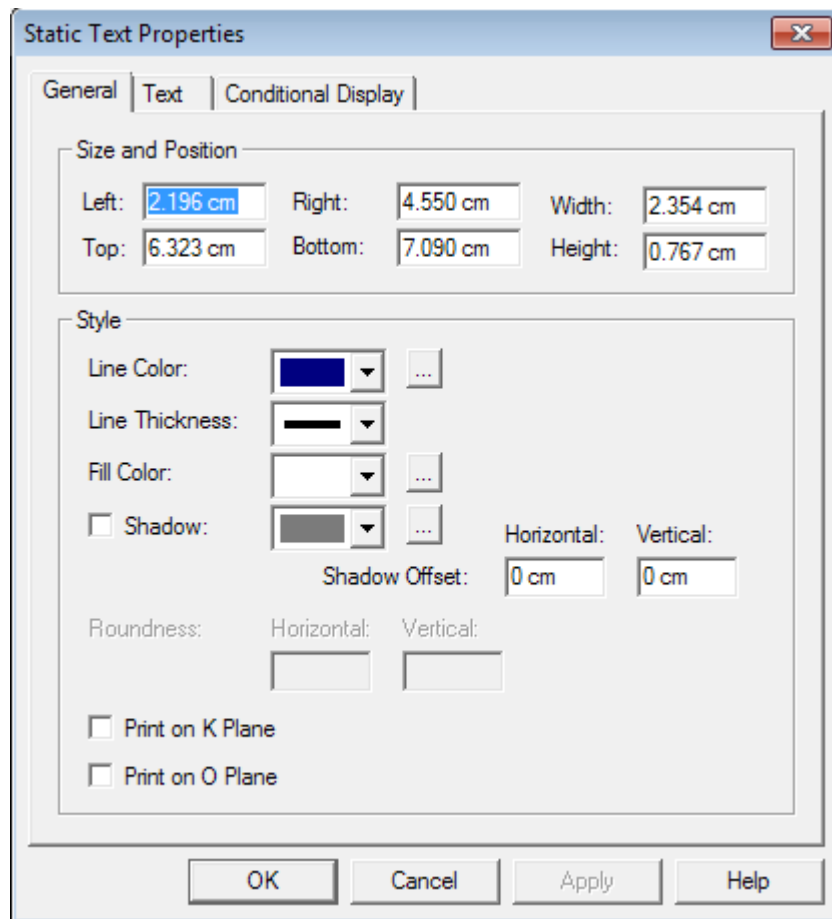 Static Text Properties
General Text Conditional Display
Size and Position
Left: 2.196 cm Right: 4.550 cm Width: 2.354 cm
Top: 6.323 cm Bottom: 7.090 cm Height: 0.767 cm
Style
Line Color: ...
Line Thickness:
Fill Color: ...
Shadow: ...
Horizontal: Vertical:
Shadow Offset: 0 cm 0 cm
Roundness: Horizontal: Vertical:
Print on K Plane
Print on O Plane
OK Cancel Apply Help